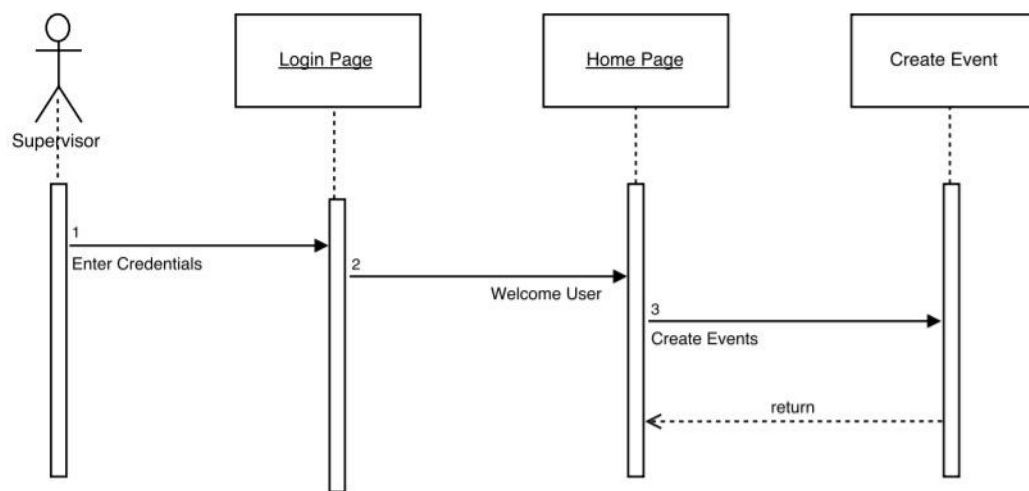 Login Page
Home Page
Create Event
Supervisor
1
Enter Credentials
2
Welcome User
3
Create Events
return